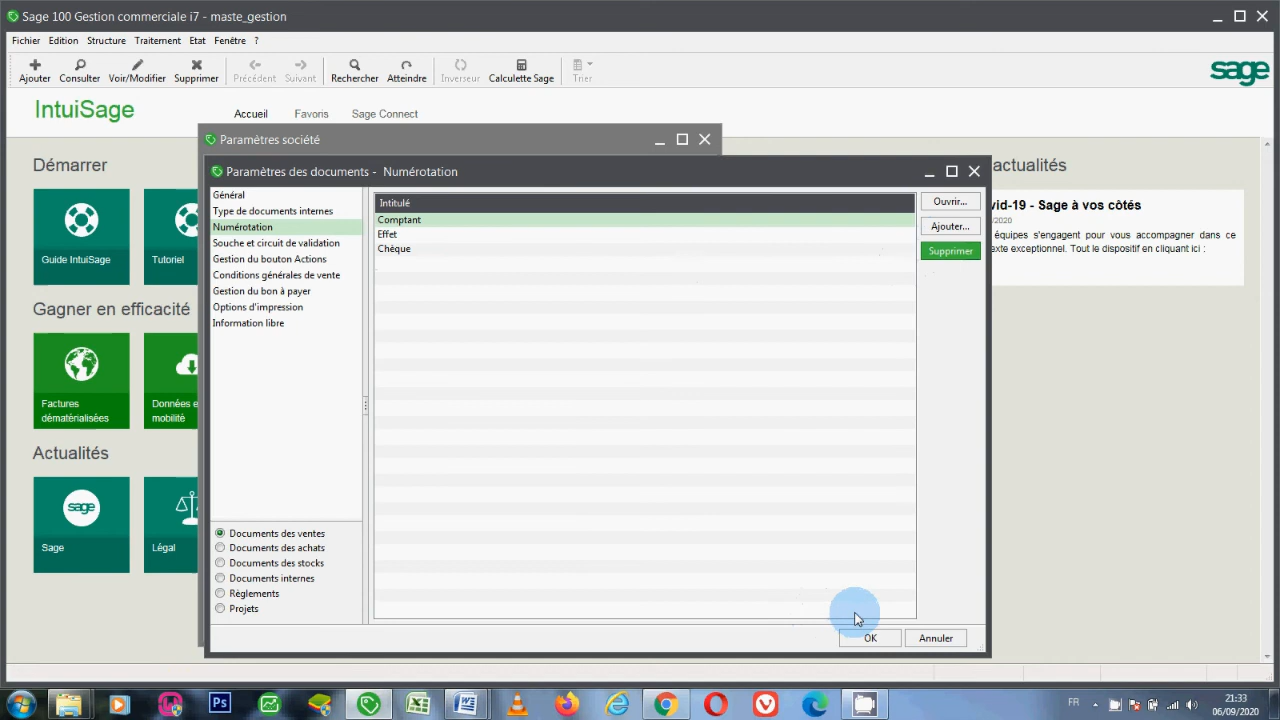 Sage 100 Gestion commerciale i7 - maste_gestion
Fichier Edition Structure Traitement Etat Fenêtre ?
Ajouter Consulter Voir/Modifier Supprimer Précédent Suivant Rechercher Atteindre Inverseur Calculette Sage Trier
sage
IntuiSage Accueil Favoris Sage Connect
Démarrer
Guide IntuiSage
Tutoriel
Gagner en efficacité
Factures
dématérialisées
Données e
mobilité
Actualités
sage
Sage
Légal
Paramètres société
Paramètres des documents - Numérotation
Général
Type de documents internes
Numérotation
Souche et circuit de validation
Gestion du bouton Actions
Conditions générales de vente
Gestion du bon à payer
Options d'impression
Information libre
Documents des ventes
Documents des achats
Documents des stocks
Documents internes
Règlements
Projets
Intitulé
Comptant
Effet
Chèque
Ouvrir...
Ajouter...
Supprimer
OK Annuler
actualités
vid-19 - Sage à vos côtés
/2020
équipes s'engagent pour vous accompagner dans ce
texte exceptionnel. Tout le dispositif en cliquant ici :
Ps
FR
21:33
06/09/2020